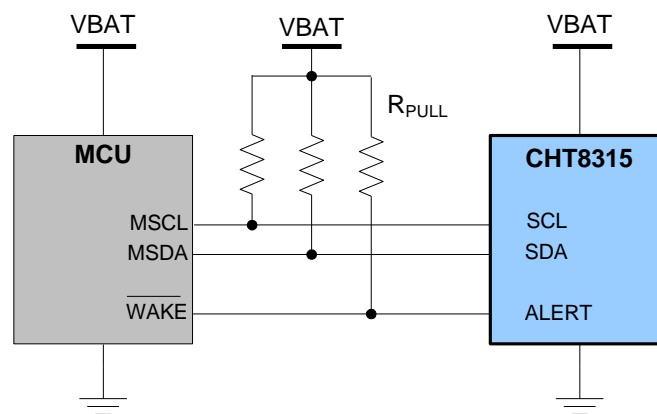 VBAT
VBAT
VBAT
RPULL
MCU
CHT8315
MSCL
SCL
MSDA
SDA
WAKE
ALERT